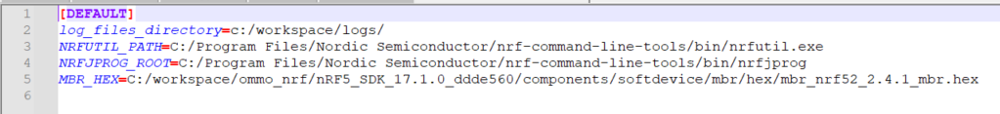 1 [DEFAULT]
2 log_files_directory=c:/workspace/logs/
3 NRFUTIL_PATH=C:/Program Files/Nordic Semiconductor/nrf-command-line-tools/bin/nrfutil.exe
4 NRFJPROG_ROOT=C:/Program Files/Nordic Semiconductor/nrf-command-line-tools/bin/nrfjprog
5 MBR_HEX=C:/workspace/ommo_nrf/nRF5_SDK_17.1.0_ddde560/components/softdevice/mbr/hex/mbr_nrf52_2.4.1_mbr.hex
6